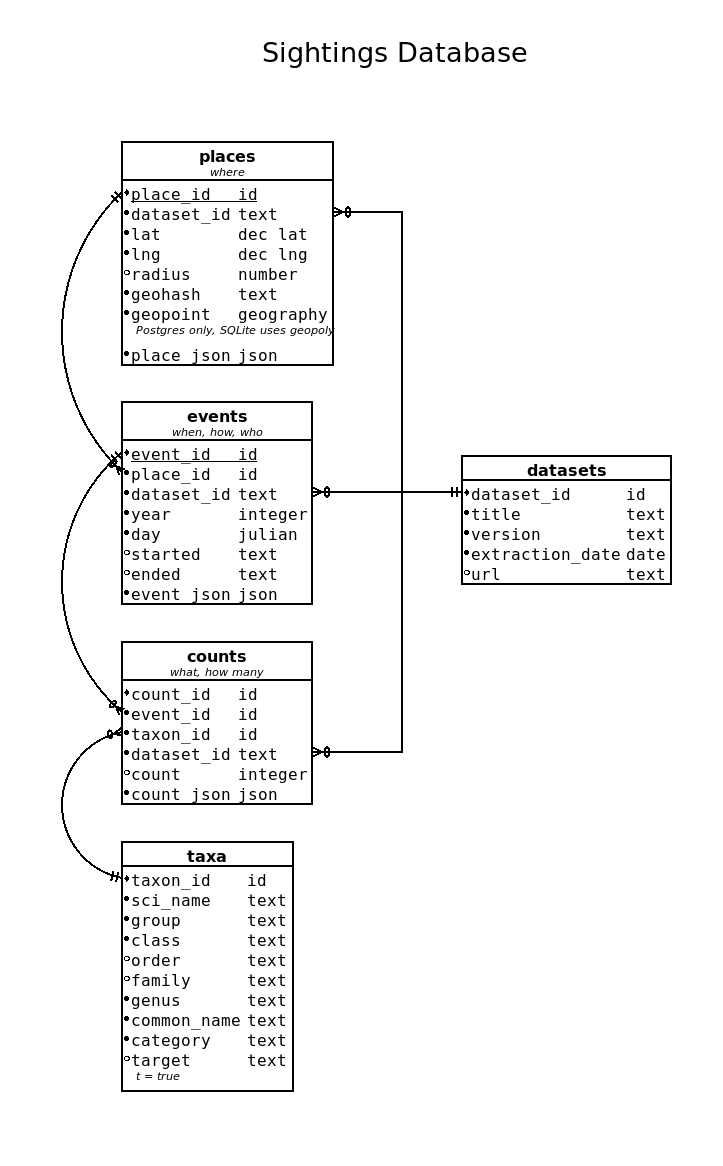 Sightings Database
places
where
place_id id
dataset_id text
lat dec lat
lng dec lng
radius number
geohash text
geopoint geography
Postgres only, SQLite uses geopoly
place_json json
events
when, how, who
event_id id
place_id id
dataset_id text
year integer
day julian
started text
ended text
event_json json
datasets
dataset_id id
title text
version text
extraction_date date
url text
counts
what, how many
count_id id
event_id id
taxon_id id
dataset_id text
count integer
count_json json
taxa
taxon_id id
sci_name text
group text
class text
order text
family text
genus text
common_name text
category text
target text
t = true